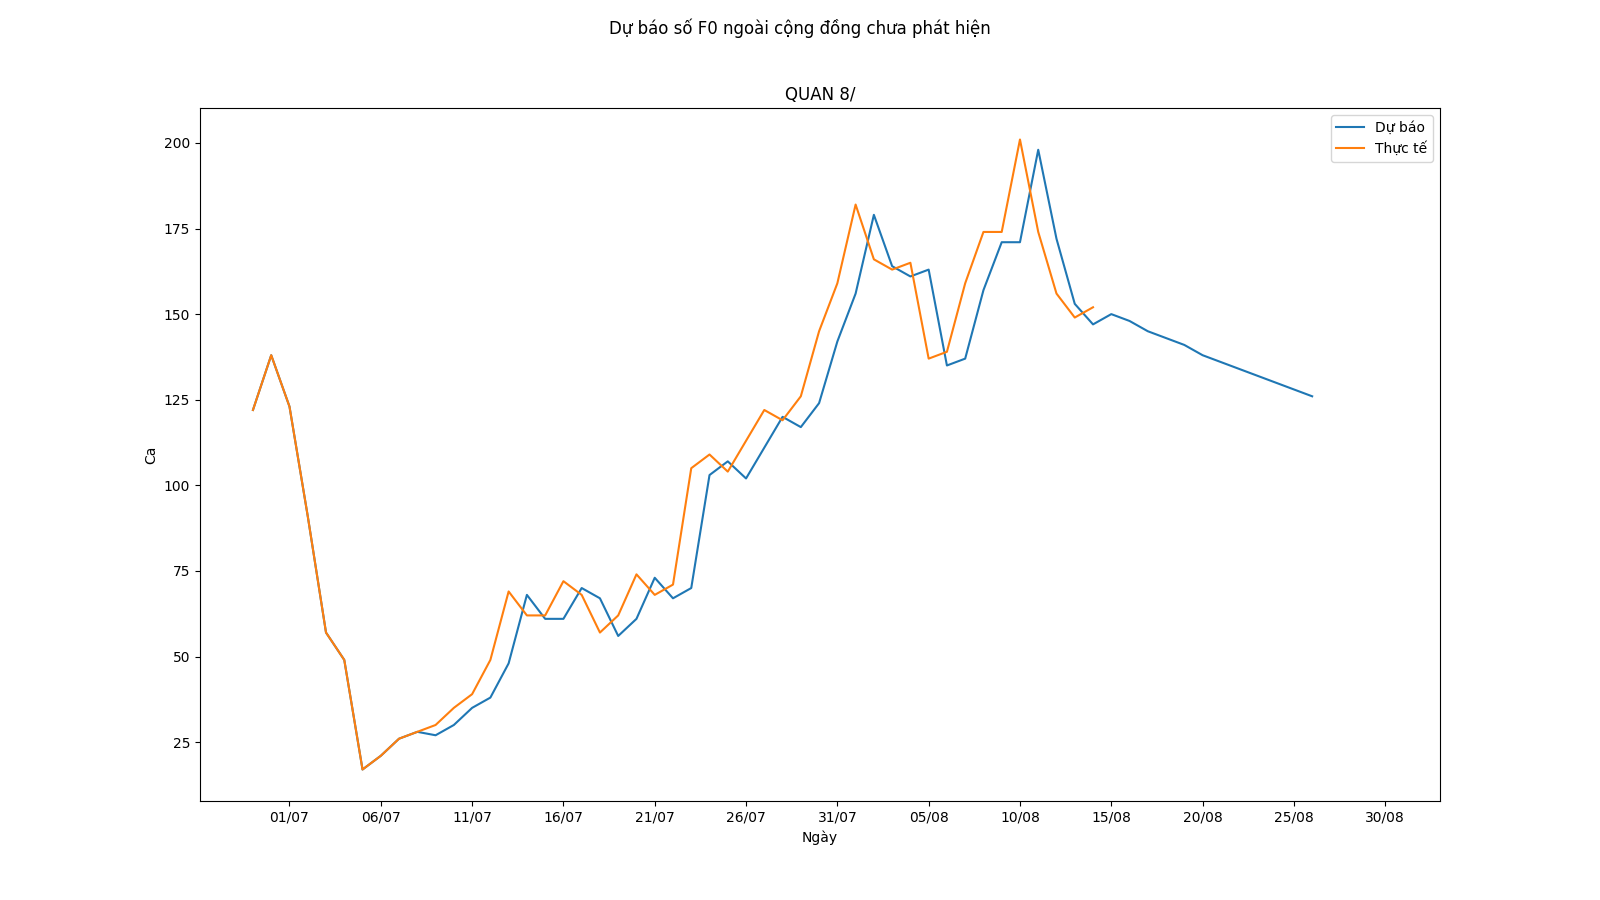 Dự báo số F0 ngoài cộng đồng chưa phát hiện
QUAN 8/
Dự báo
Thực tế
200
175
150
125
100
75
50
25
Ca
01/07 06/07 11/07 16/07 21/07 26/07 31/07 05/08 10/08 15/08 20/08 25/08 30/08
Ngày